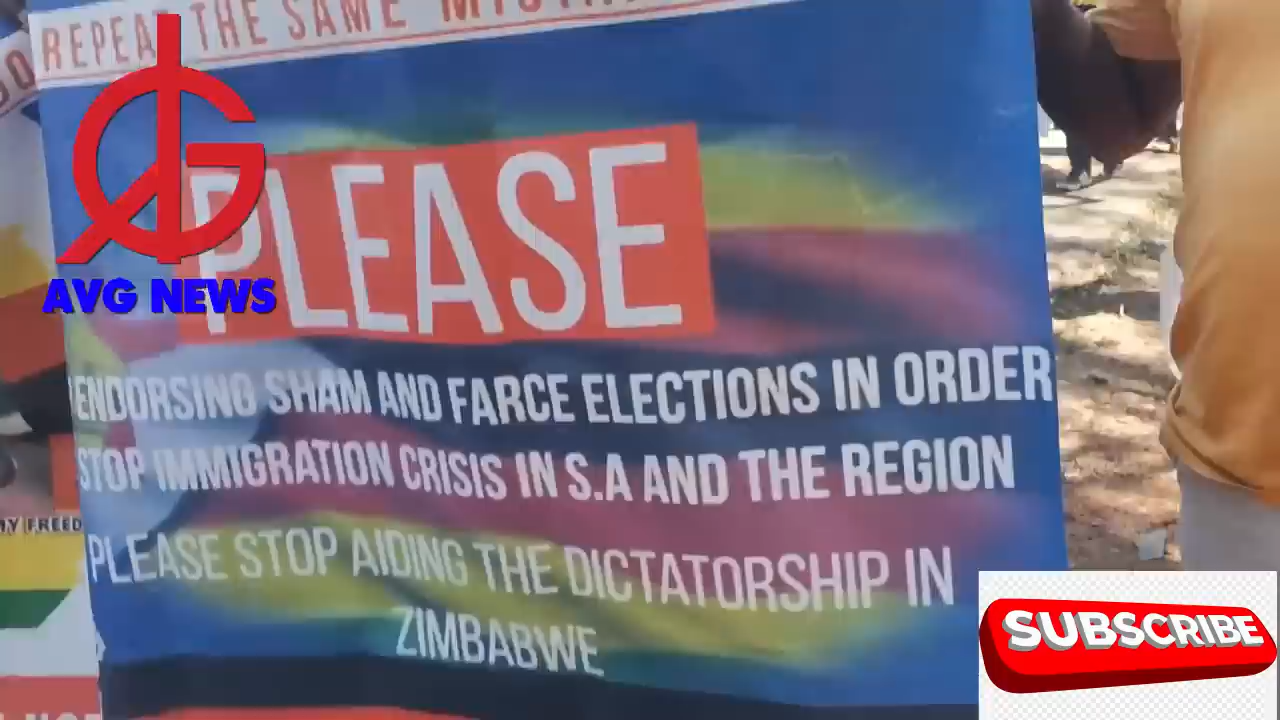 REPEAT THE SAME
PLEASE
ENDORSING SHAM AND FARCE ELECTIONS IN ORDER
STOP IMMIGRATION CRISIS IN S.A AND THE REGION
PLEASE STOP AIDING THE DICTATORSHIP IN
ZIMBABWE
AVG NEWS
SUBSCRIBE